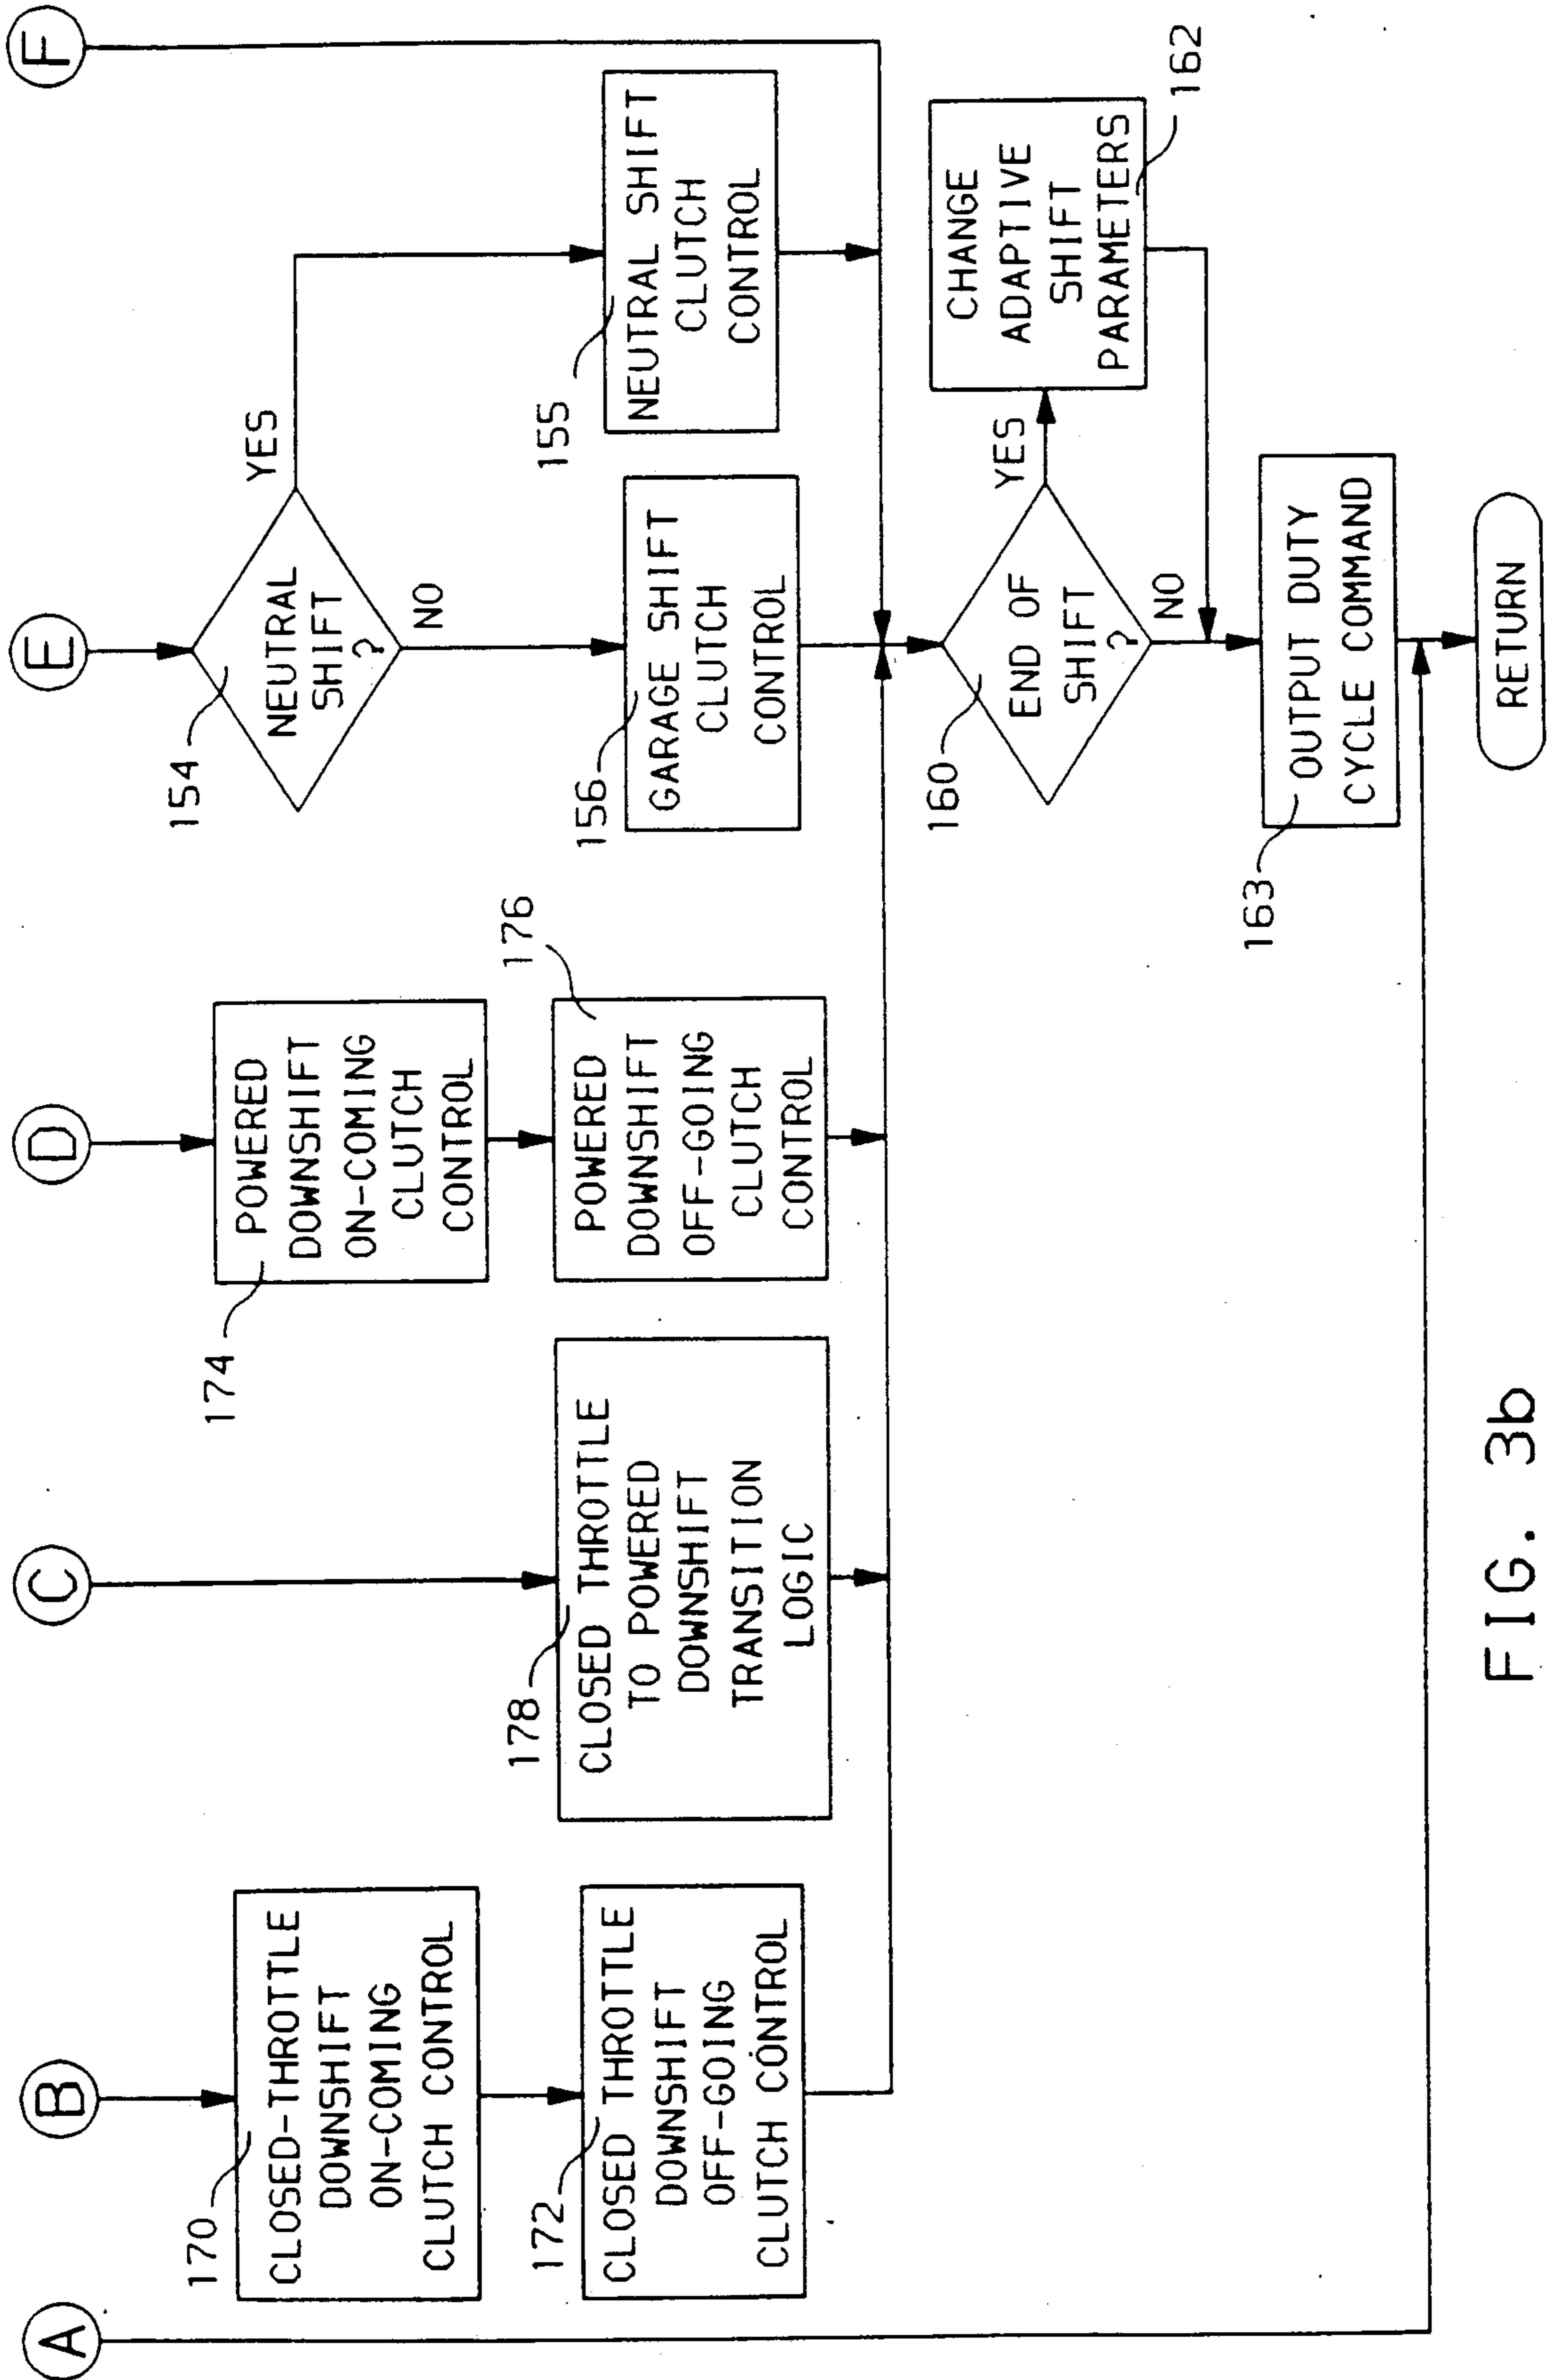 A
B
C
D
E
F
170
CLOSED-THROTTLE
DOWNSHIFT
ON-COMING
CLUTCH CONTROL
172
CLOSED THROTTLE
DOWNSHIFT
OFF-GOING
CLUTCH CONTROL
178
CLOSED THROTTLE
TO POWERED
DOWNSHIFT
TRANSITION
LOGIC
174
POWERED
DOWNSHIFT
ON-COMING
CLUTCH
CONTROL
176
POWERED
DOWNSHIFT
OFF-GOING
CLUTCH
CONTROL
154
NEUTRAL
SHIFT
?
YES
NO
156
GARAGE SHIFT
CLUTCH
CONTROL
155
NEUTRAL SHIFT
CLUTCH
CONTROL
160
END OF
SHIFT
?
YES
NO
CHANGE
ADAPTIVE
SHIFT
PARAMETERS
162
163
OUTPUT DUTY
CYCLE COMMAND
RETURN
FIG. 3b